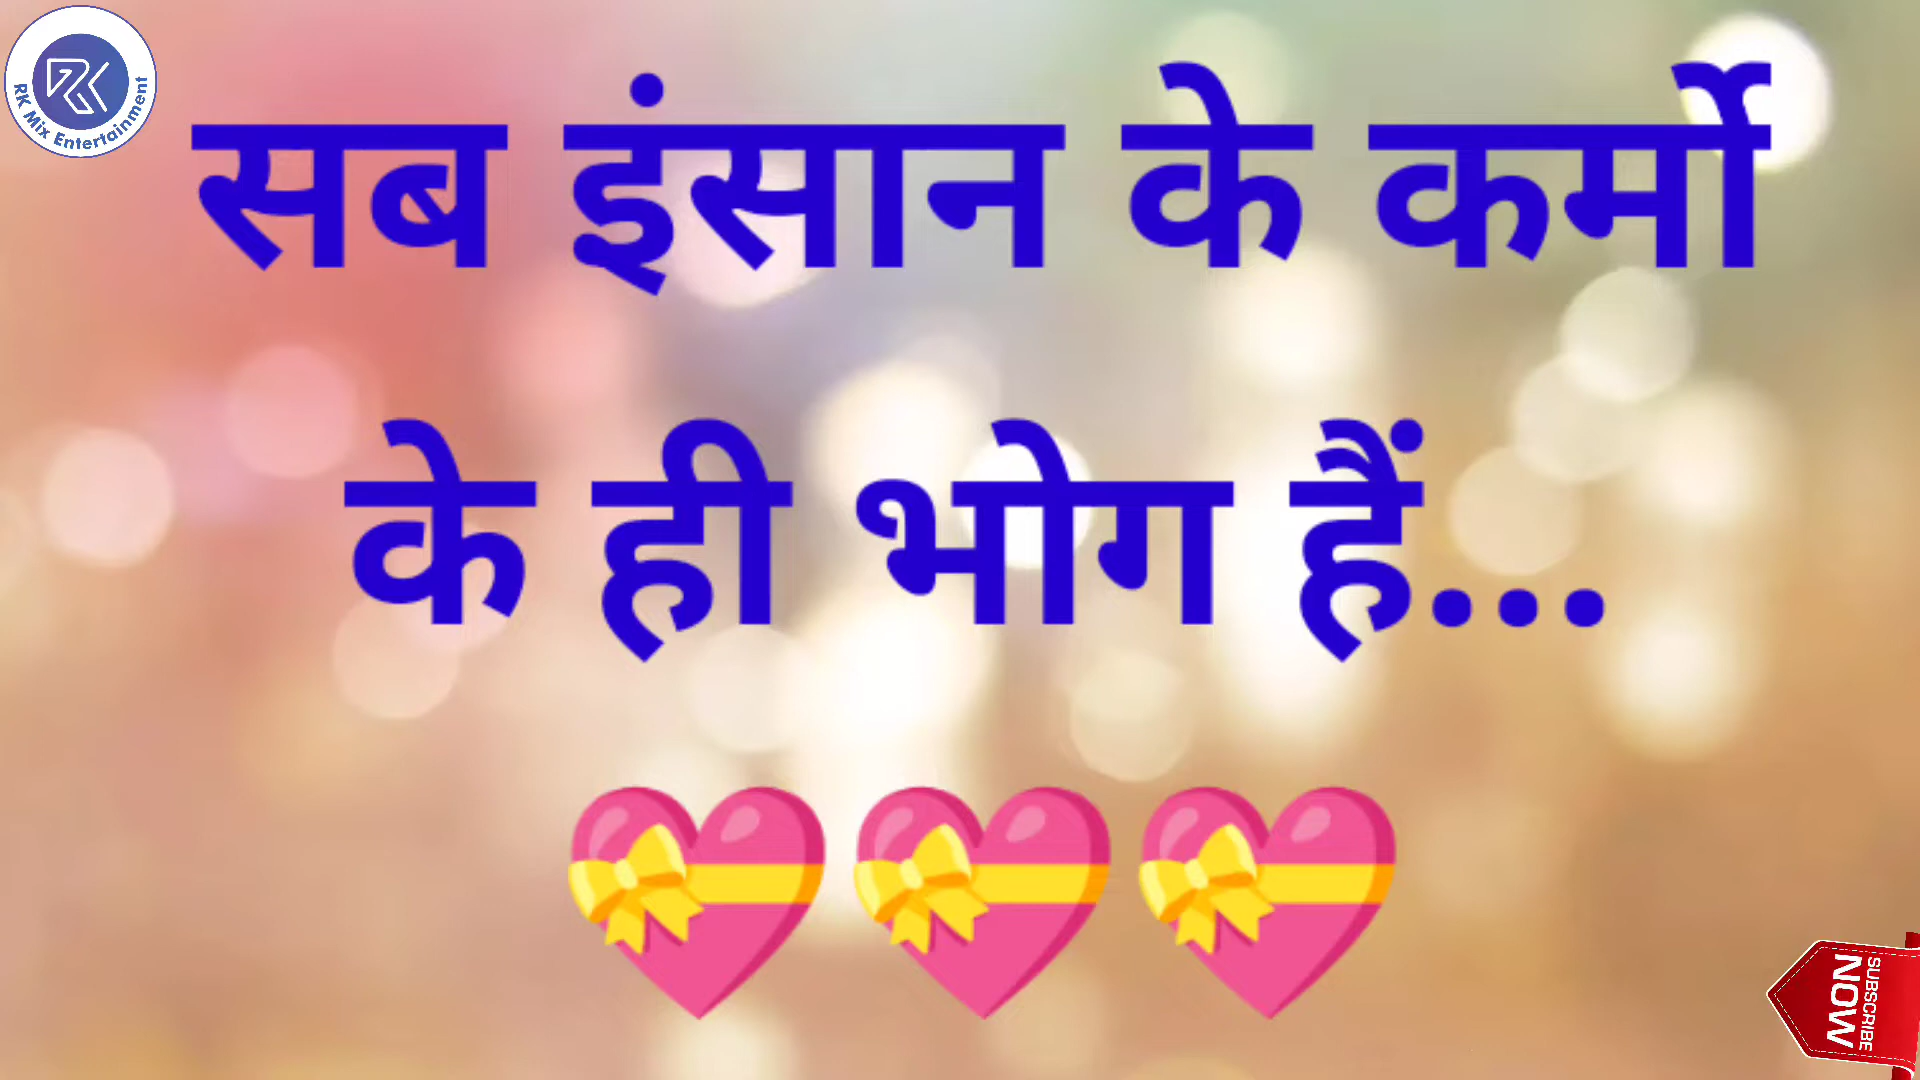 RK Mix Entertainment
सब इंसान के कर्मो
के ही भोग हैं...
💝💝💝
SUBSCRIBE
NOW